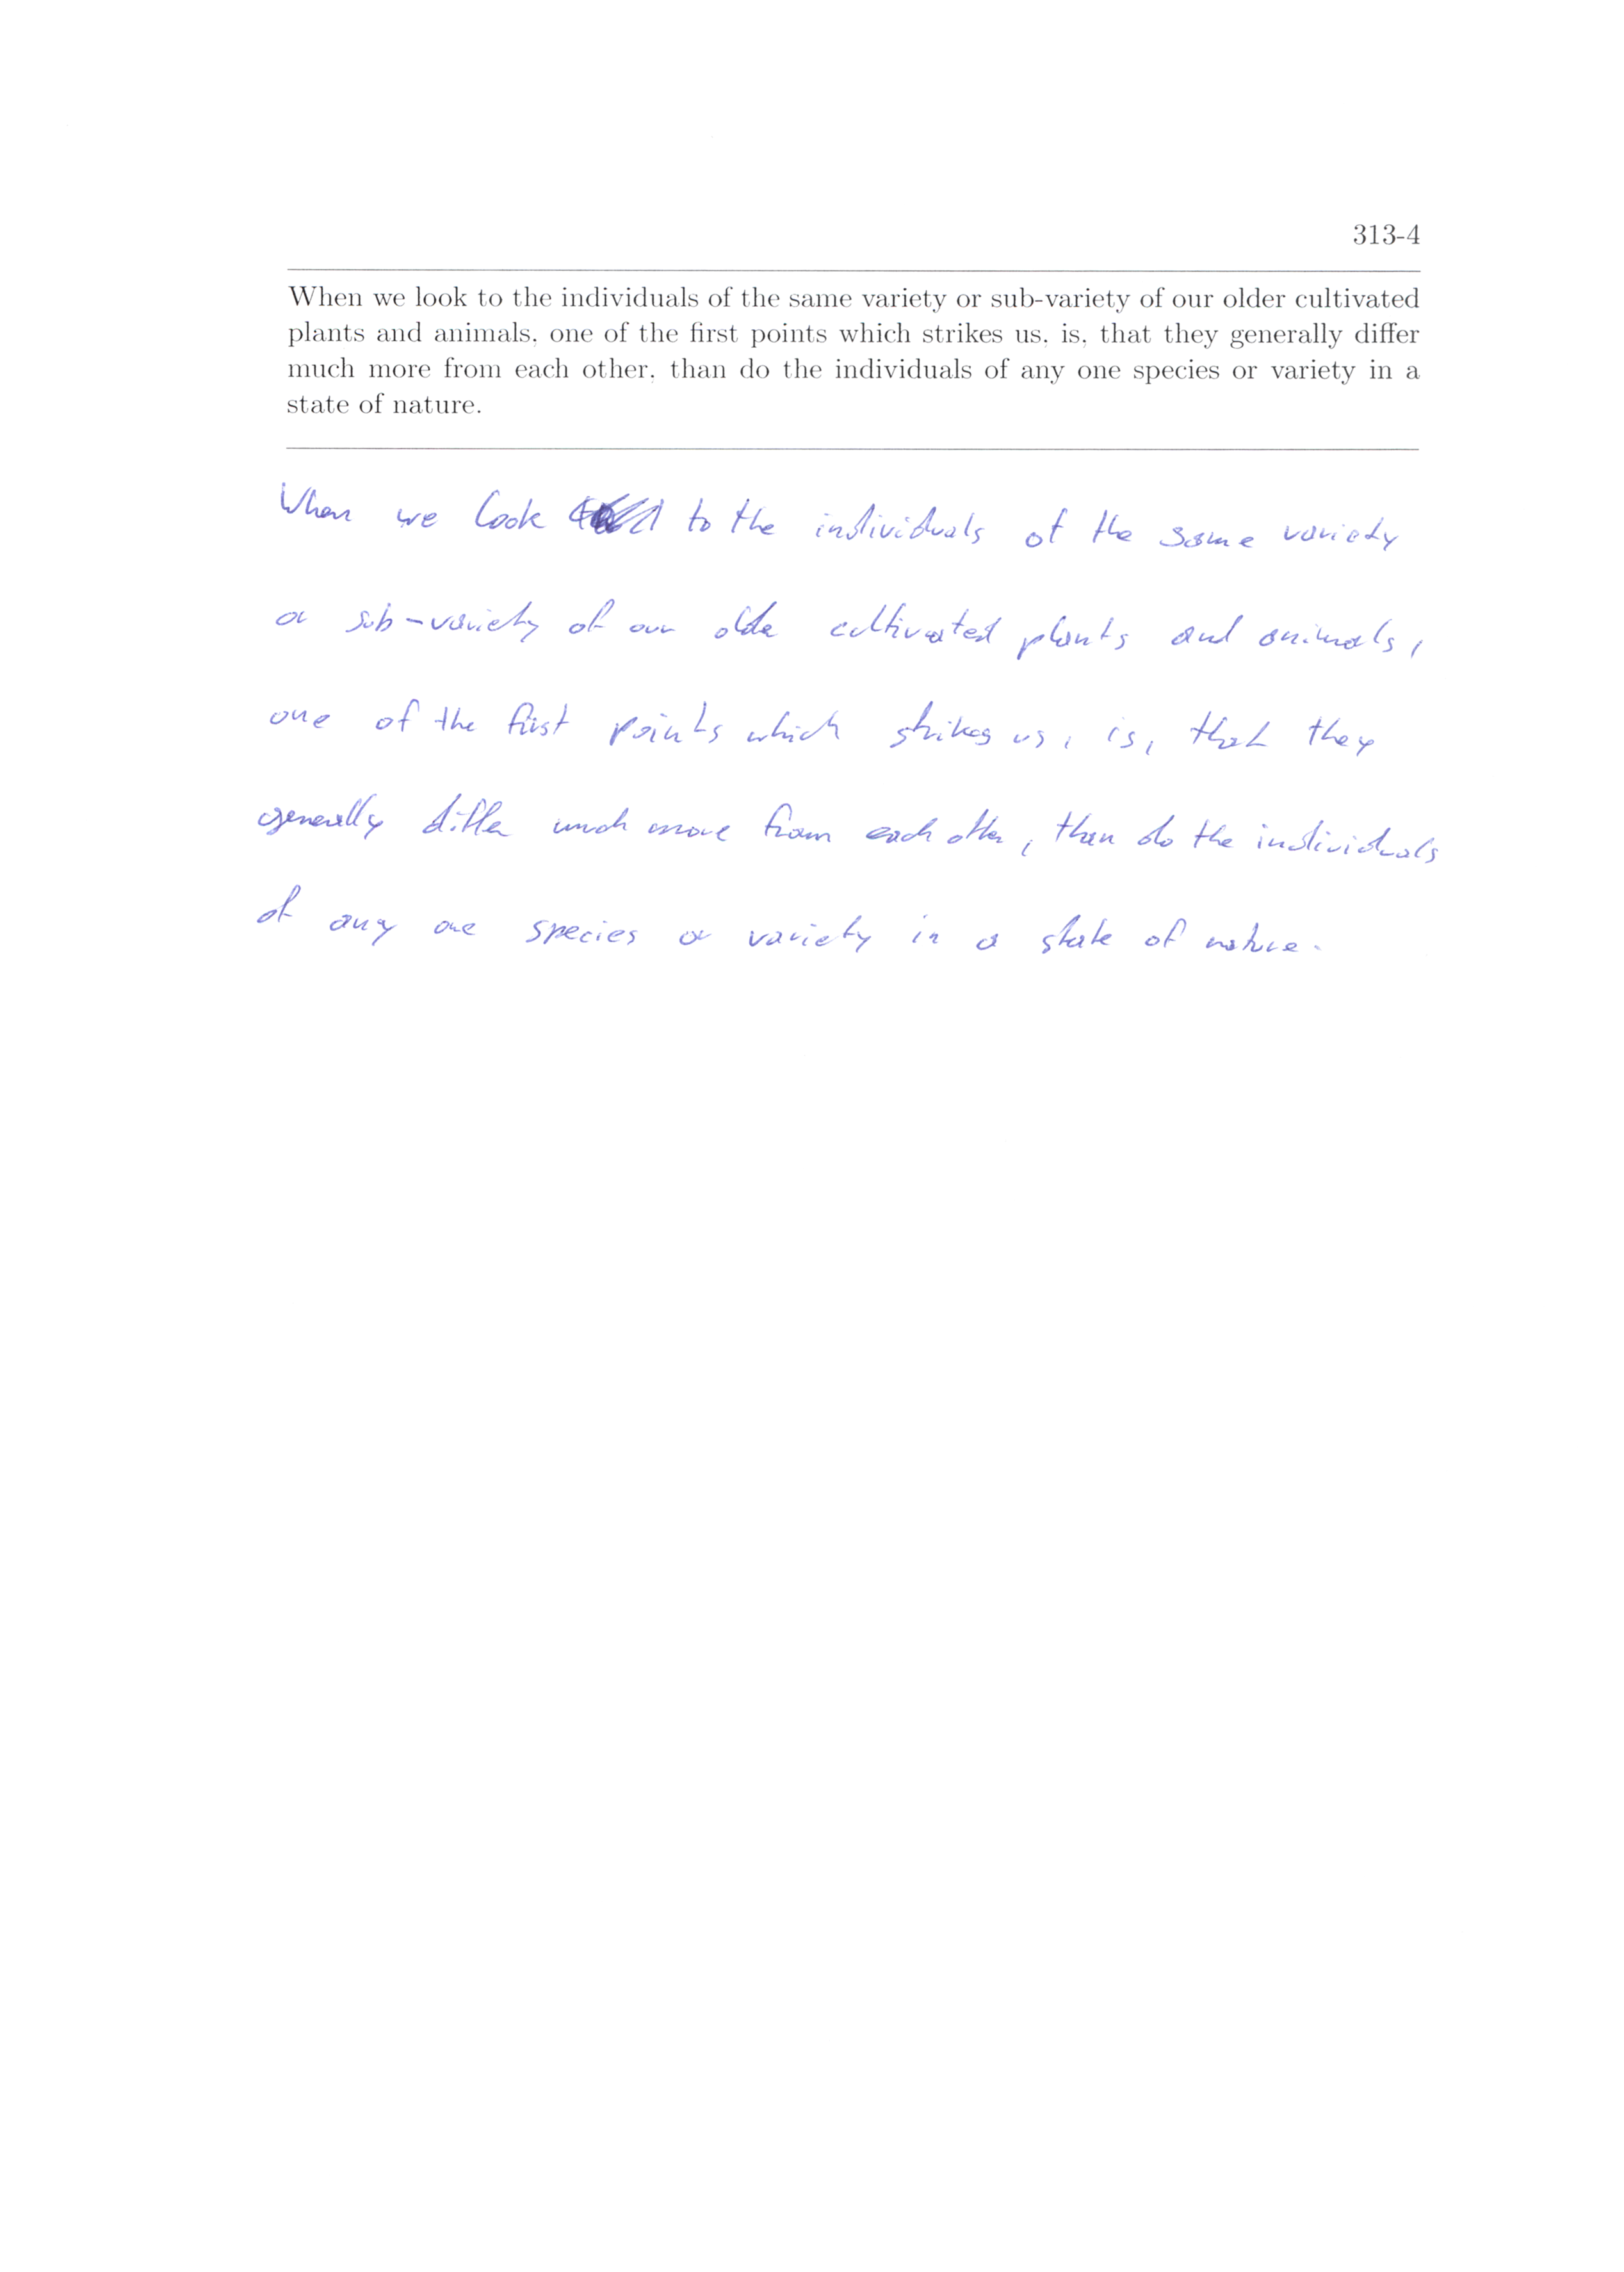 313-4
When we look to the individuals of the same variety or sub-variety of our older cultivated
plants and animals, one of the first points which strikes us, is, that they generally differ
much more from each other, than do the individuals of any one species or variety in a
state of nature.
When we look to the individuals of the same variety
or sub-variety of our older cultivated plants and animals,
one of the first points which strikes us, is, that they
generally differ much more from each other, than do the individuals
of any one species or variety in a state of nature.